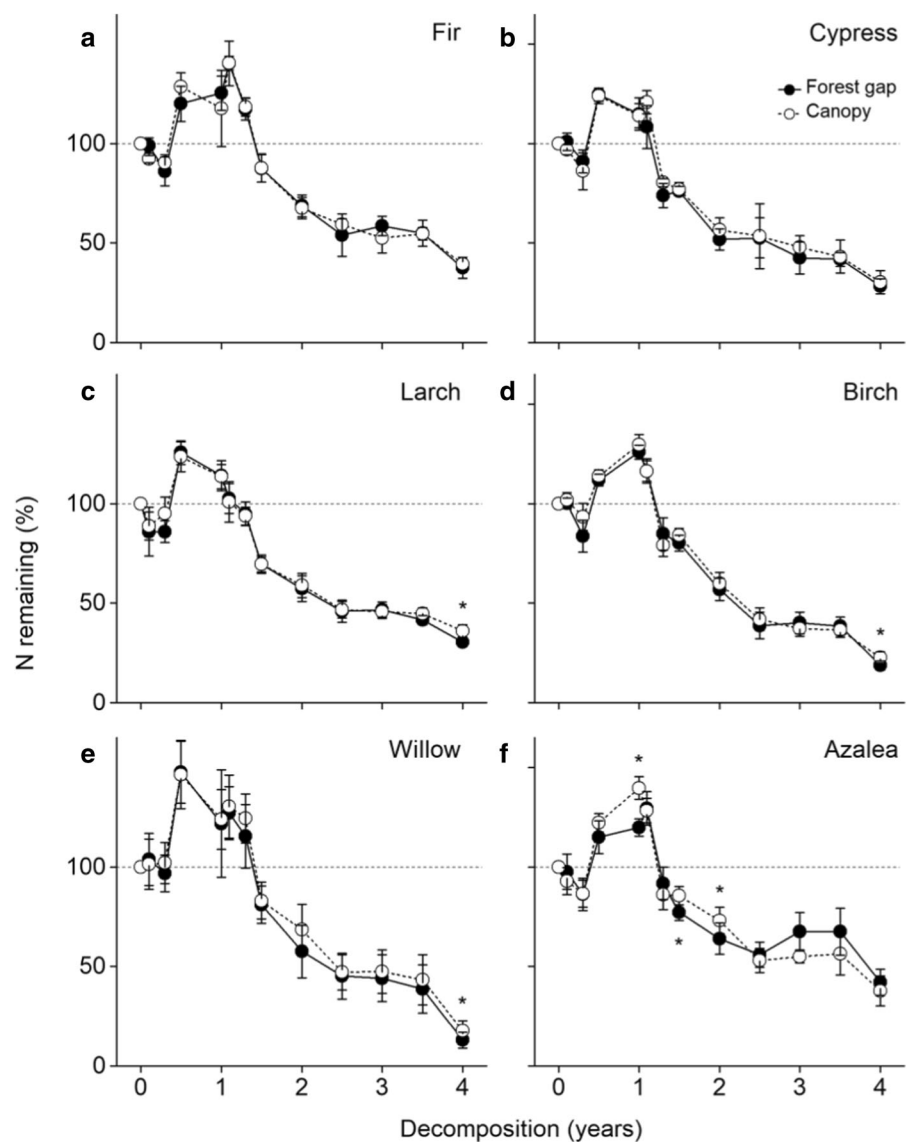 a
Fir
b
Cypress
Forest gap
Canopy
100
50
0
c
Larch
d
Birch
*
*
100
50
0
N remaining (%)
e
Willow
f
Azalea
*
*
*
*
100
50
0
0 1 2 3 4
0 1 2 3 4
Decomposition (years)